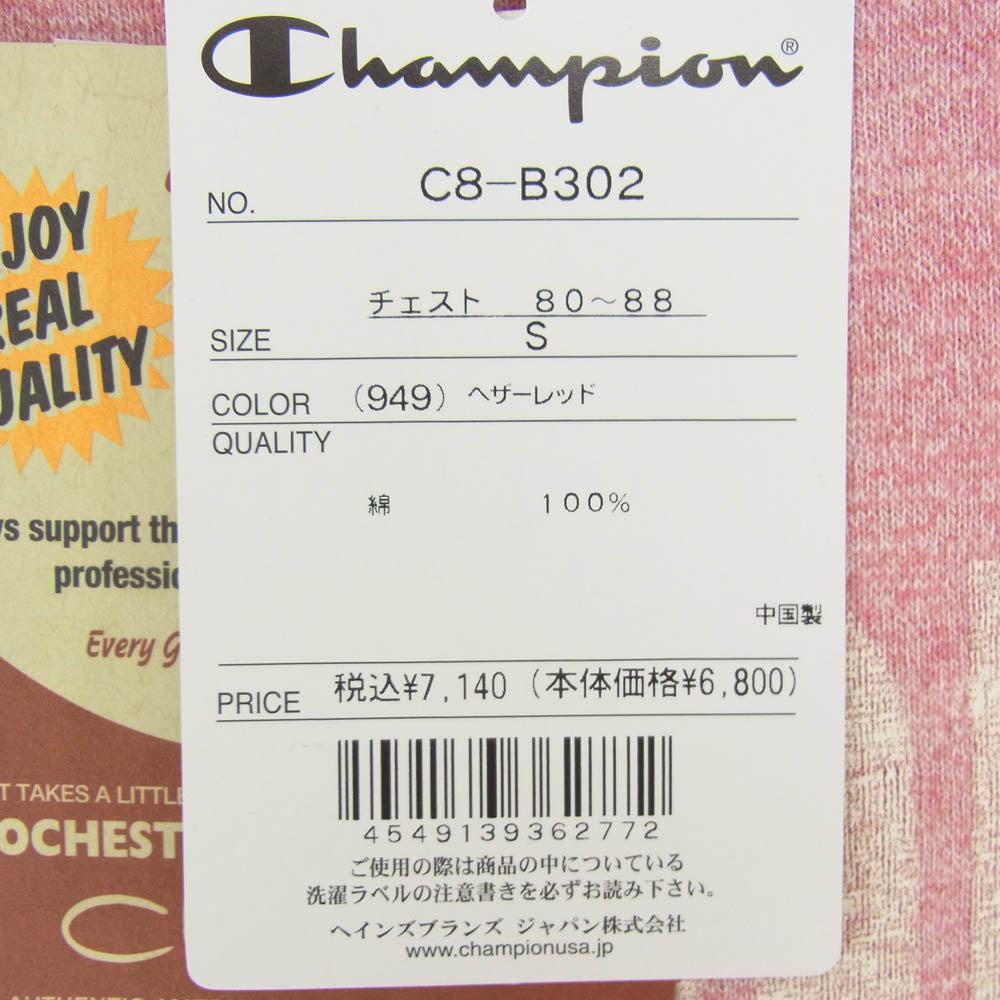 Champion®
NO. C8-B302
チェスト 80~88
SIZE S
COLOR (949) ヘザーレッド
QUALITY
綿 100%
中国製
PRICE 税込¥7,140 (本体価格¥6,800)
4549139362772
ご使用の際は商品の中についている
洗濯ラベルの注意書きを必ずお読み下さい。
ヘインズブランズ ジャパン株式会社
www.championusa.jp
JOY
REAL
UALITY
ys support th
professio
Every G
T TAKES A LITTLE
OCHEST
C